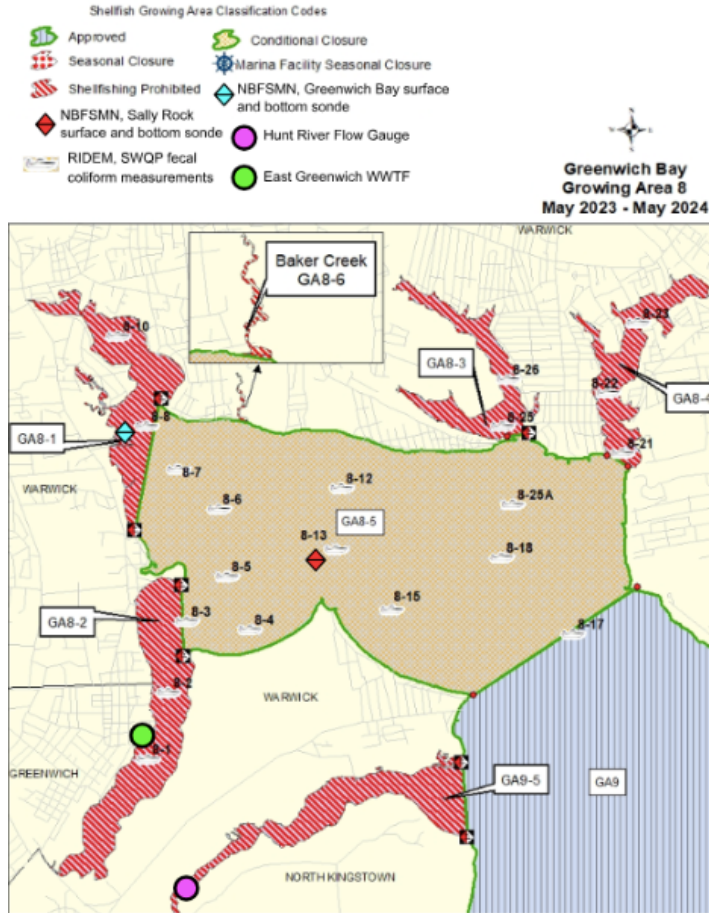 Shellfish Growing Area Classification Codes
Approved
Conditional Closure
Seasonal Closure
Marina Facility Seasonal Closure
Shellfishing Prohibited
NBFSMN, Greenwich Bay surface
and bottom sonde
NBFSMN, Sally Rock
surface and bottom sonde
Hunt River Flow Gauge
RIDEM, SWQP fecal
coliform measurements
East Greenwich WWTF
Greenwich Bay
Growing Area 8
May 2023 - May 2024
WARWICK
Baker Creek
GA8-6
8-10
8-23
GA8-3
8-26
8-22
GA8-4
8-8
8-25
GA8-1
8-21
8-7
8-12
WARWICK
8-6
8-25A
GA8-5
8-13
8-18
8-5
8-15
GA8-2
8-3
8-4
8-17
8-2
WARWICK
8-1
GREENWICH
GA9-5
GA9
NORTH KINGSTOWN